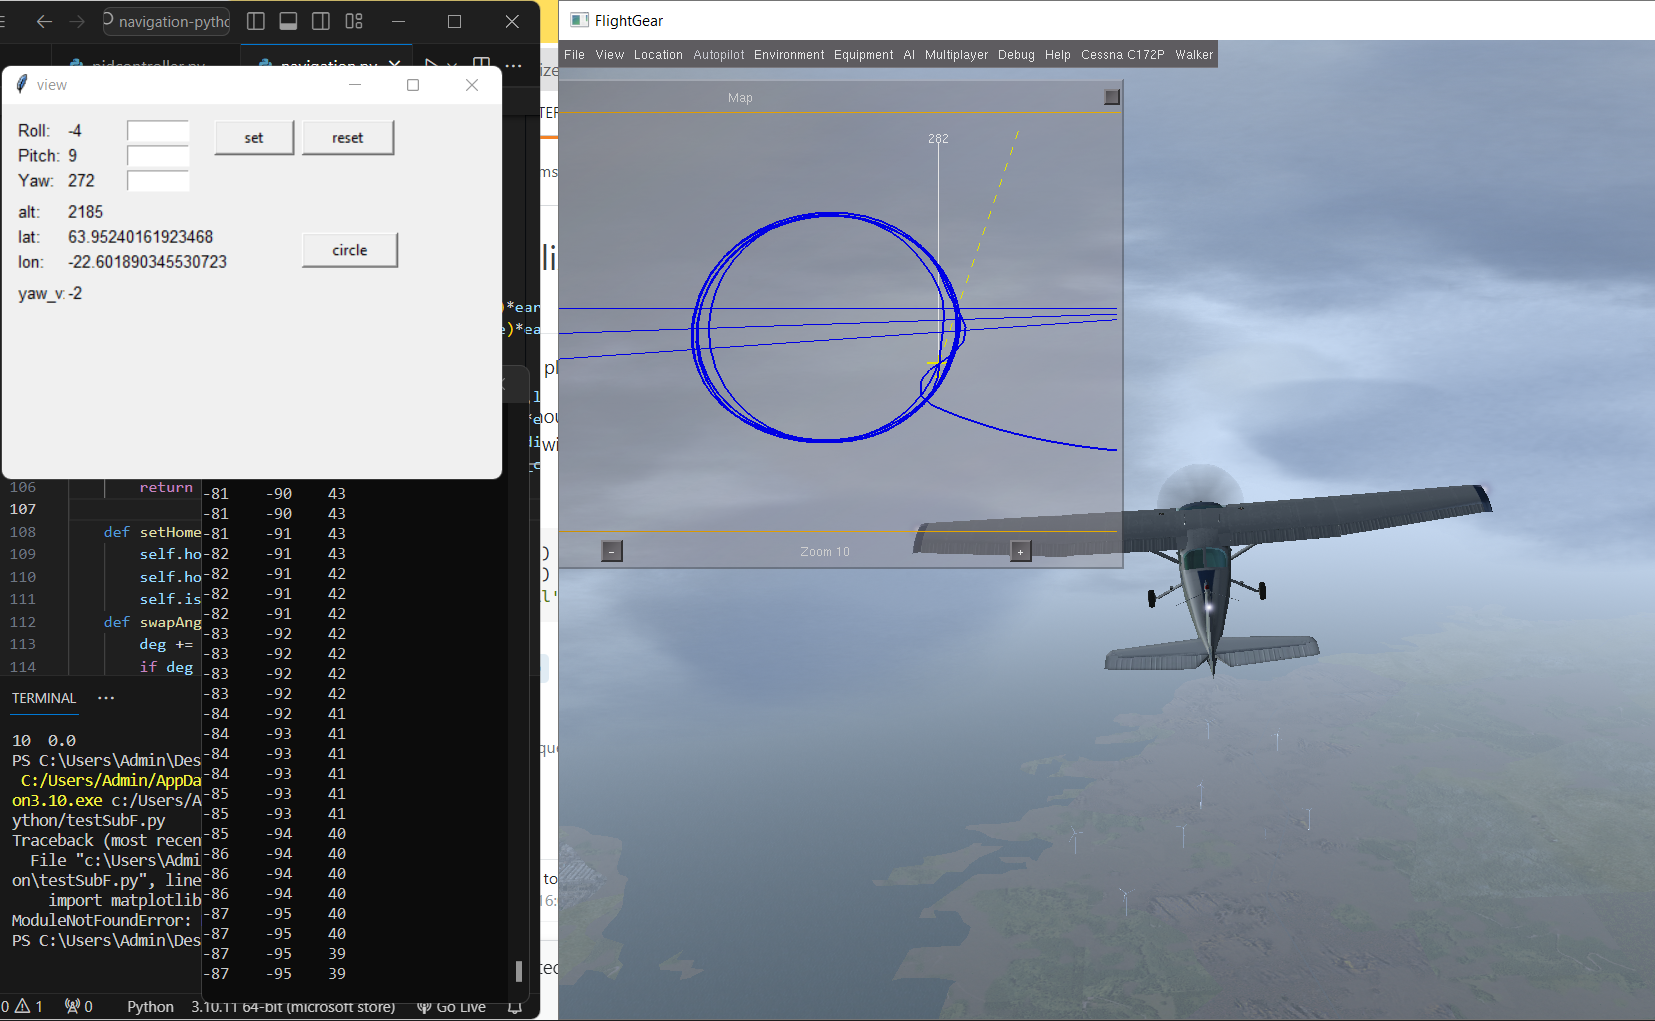 navigation-pytho
pidcontroller.py
navigation.py
view
Roll: -4
set
reset
Pitch: 9
Yaw: 272
alt: 2185
lat: 63.95240161923468
lon: -22.601890345530723
circle
yaw_v: -2
)*ear
)*ea
106 return
107
108 def setHome
109 self.ho
110 self.ho
111 self.is
112 def swapAng
113 deg +=
114 if deg
TERMINAL ...
10 0.0
PS C:\Users\Admin\Des
C:/Users/Admin/AppDa
on3.10.exe c:/Users/A
ython/testSubF.py
Traceback (most recen
File "c:\Users\Admi
on\testSubF.py", line
import matplotlib
ModuleNotFoundError:
PS C:\Users\Admin\Des
-81 -90 43
-81 -90 43
-81 -91 43
-82 -91 43
-82 -91 42
-82 -91 42
-82 -91 42
-83 -92 42
-83 -92 42
-83 -92 42
-83 -92 42
-84 -92 41
-84 -93 41
-84 -93 41
-84 -93 41
-85 -93 41
-85 -93 41
-85 -94 40
-86 -94 40
-86 -94 40
-86 -94 40
-87 -95 40
-87 -95 40
-87 -95 39
-87 -95 39
0 1 0 Python 3.10.11 64-bit (microsoft store) Go Live
FlightGear
File View Location Autopilot Environment Equipment AI Multiplayer Debug Help Cessna C172P Walker
Map
282
- Zoom 10 +